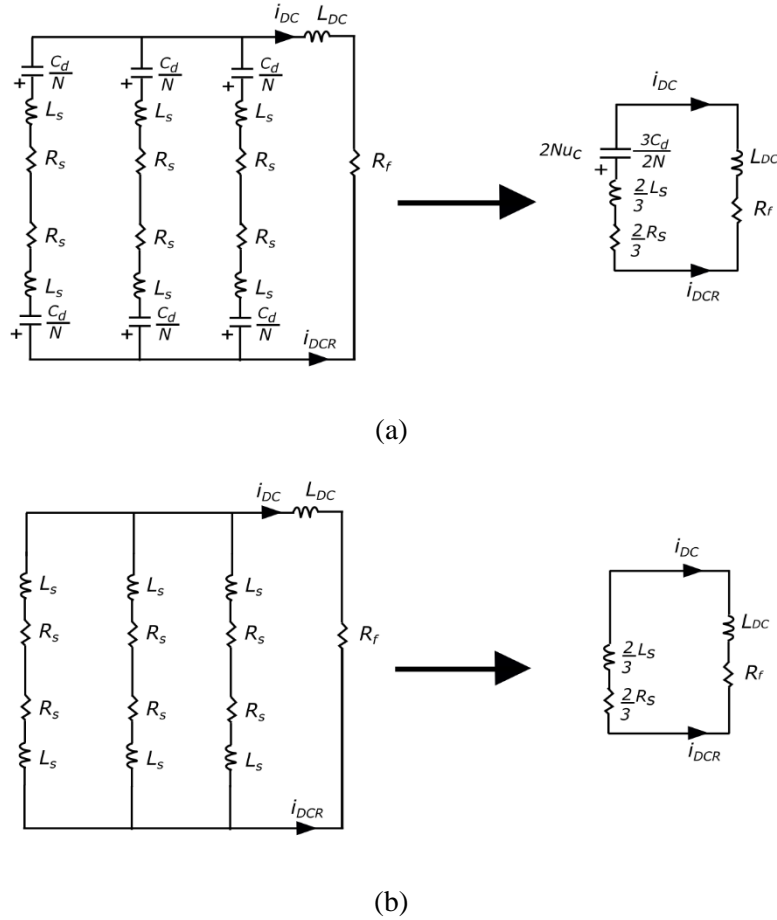 i_DC L_DC
+ C_d/N + C_d/N + C_d/N
L_s L_s L_s
R_s R_s R_s R_f
R_s R_s R_s
L_s L_s L_s
+ C_d/N + C_d/N + C_d/N
i_DCR
i_DC
2Nu_C + 3C_d/2N
L_DC
2/3 L_S
R_f
2/3 R_S
i_DCR
(a)
i_DC L_DC
L_s L_s L_s
R_s R_s R_s R_f
R_s R_s R_s
L_s L_s L_s
i_DCR
i_DC
L_DC
2/3 L_S
R_f
2/3 R_S
i_DCR
(b)